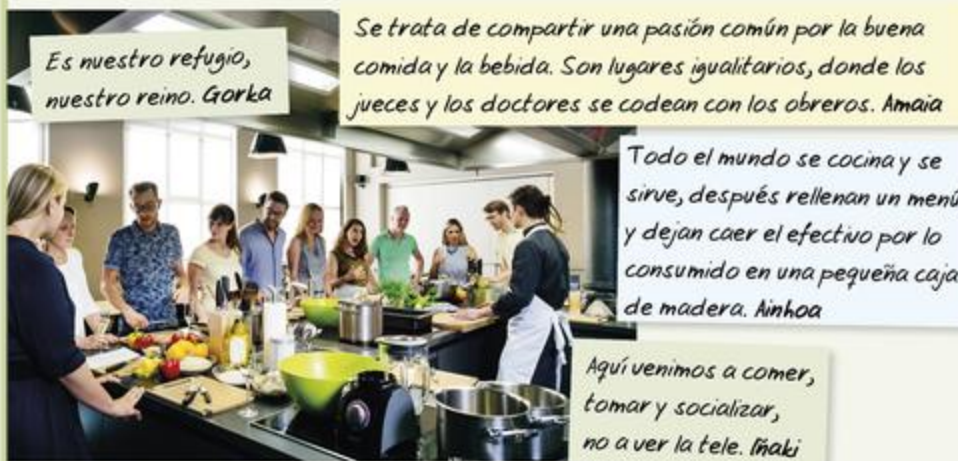 Es nuestro refugio,
nuestro reino. Gorka
Se trata de compartir una pasión común por la buena
comida y la bebida. Son lugares igualitarios, donde los
jueces y los doctores se codean con los obreros. Amaia
Todo el mundo se cocina y se
sirve, después rellenan un menú
y dejan caer el efectivo por lo
consumido en una pequeña caja
de madera. Ainhoa
Aquí venimos a comer,
tomar y socializar,
no a ver la tele. Iñaki